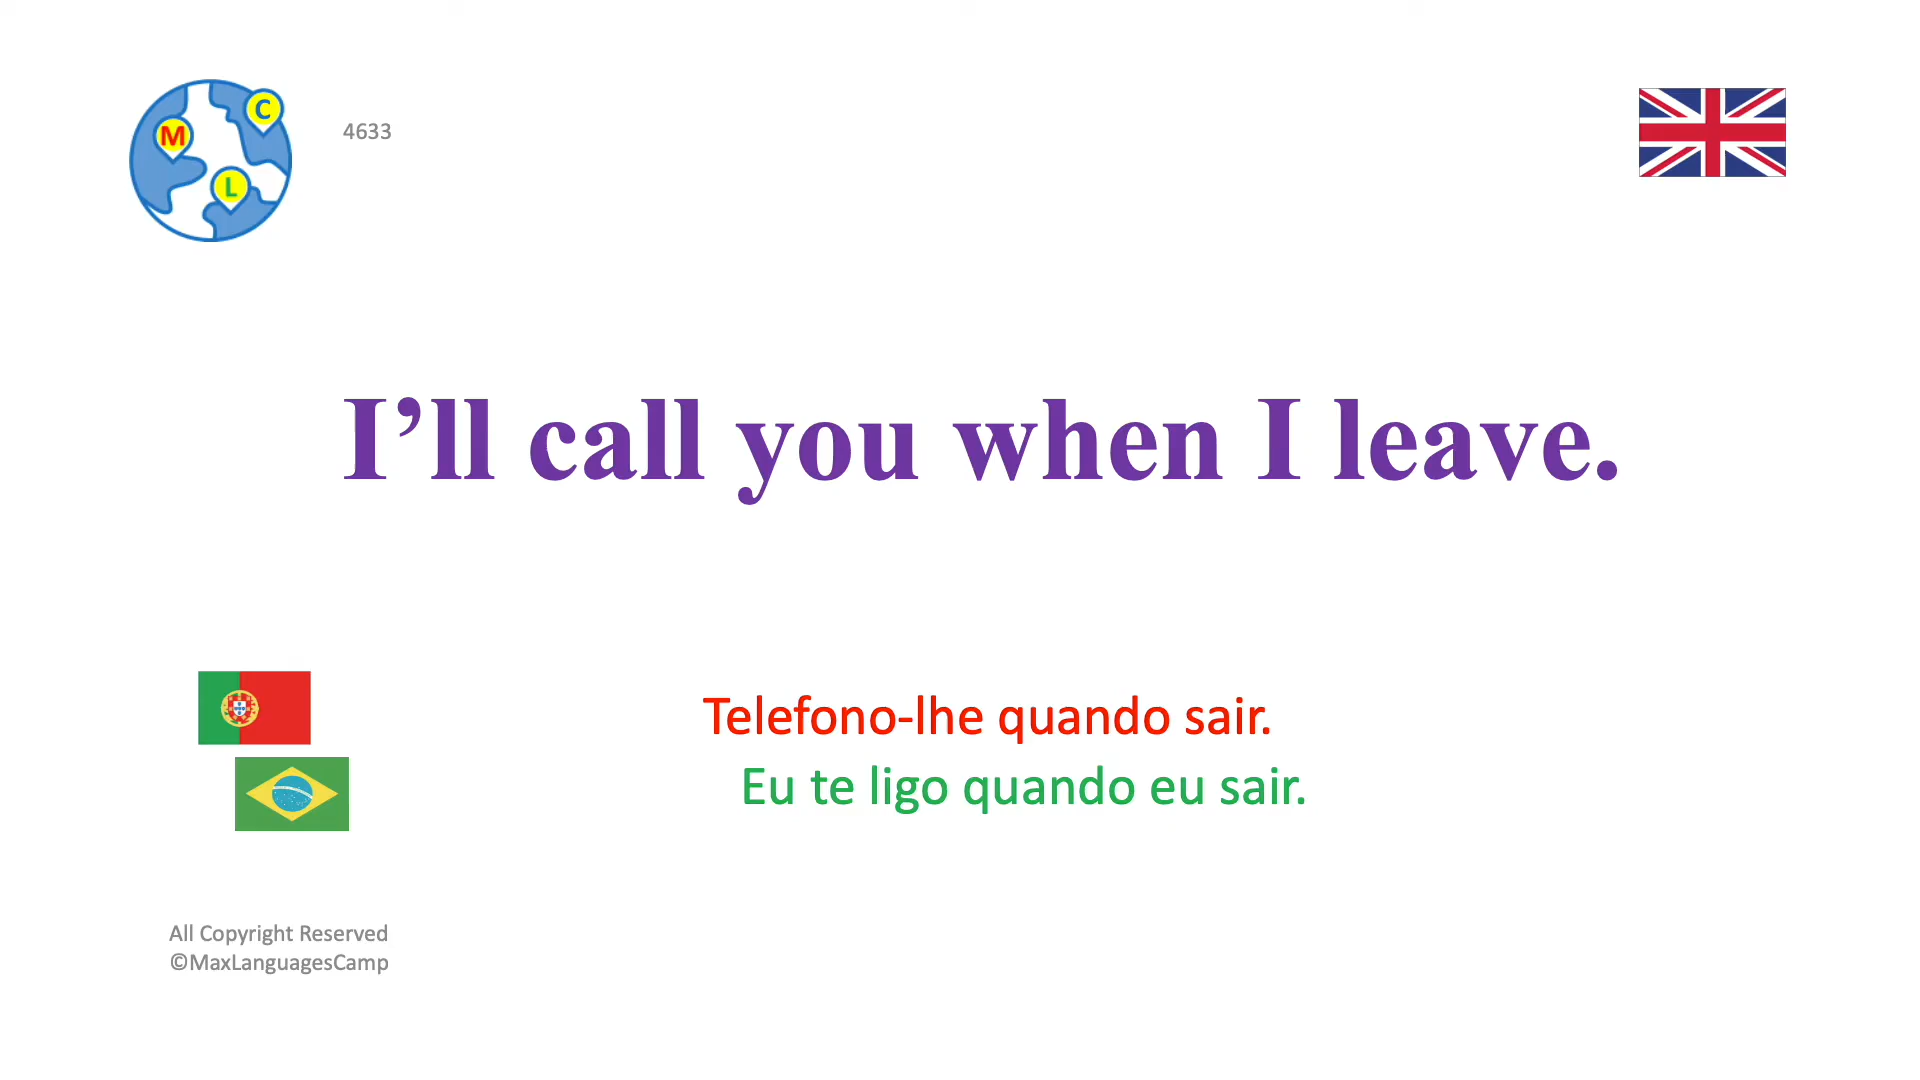 M
C
L
4633
I’ll call you when I leave.
Telefono-lhe quando sair.
Eu te ligo quando eu sair.
All Copyright Reserved
©MaxLanguagesCamp